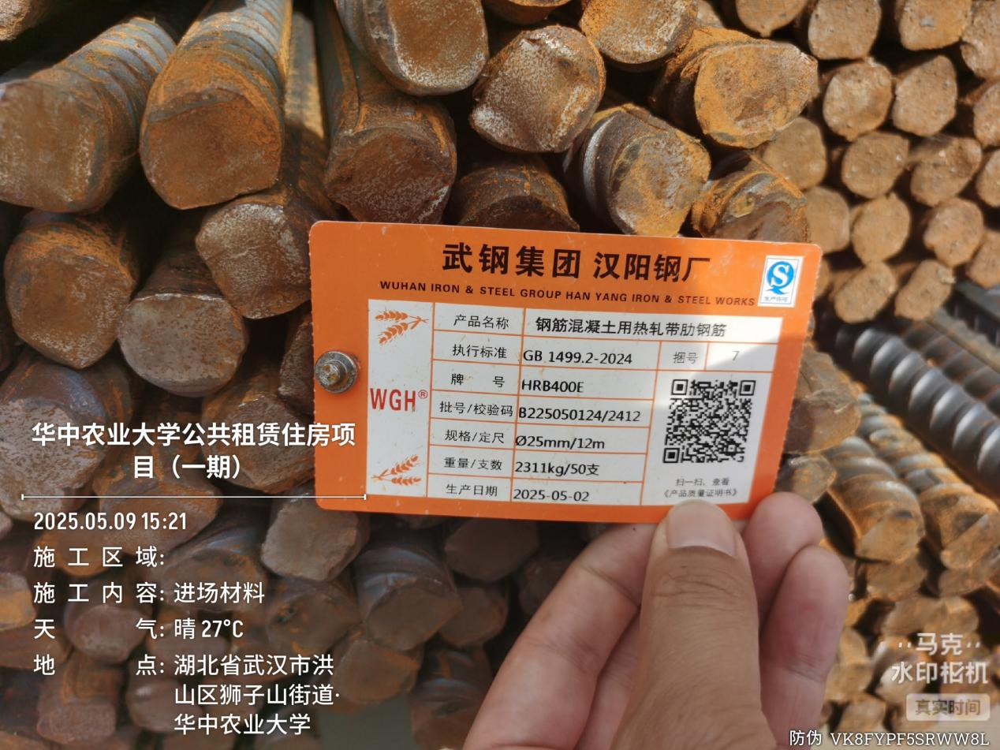 武钢集团 汉阳钢厂
WUHAN IRON & STEEL GROUP HAN YANG IRON & STEEL WORKS
生产许可
WGH®
产品名称 钢筋混凝土用热轧带肋钢筋
执行标准 GB 1499.2-2024 捆号 7
牌 号 HRB400E
批号/校验码 B225050124/2412
规格/定尺 Ø25mm/12m
重量/支数 2311kg/50支
生产日期 2025-05-02
扫一扫，查看
《产品质量证明书》
华中农业大学公共租赁住房项
目（一期）
2025.05.09 15:21
施工区域:
施工内容: 进场材料
天 气: 晴 27°C
地 点: 湖北省武汉市洪
山区狮子山街道·
华中农业大学
马克
水印相机
真实时间
防伪 VK8FYPF5SRWW8L